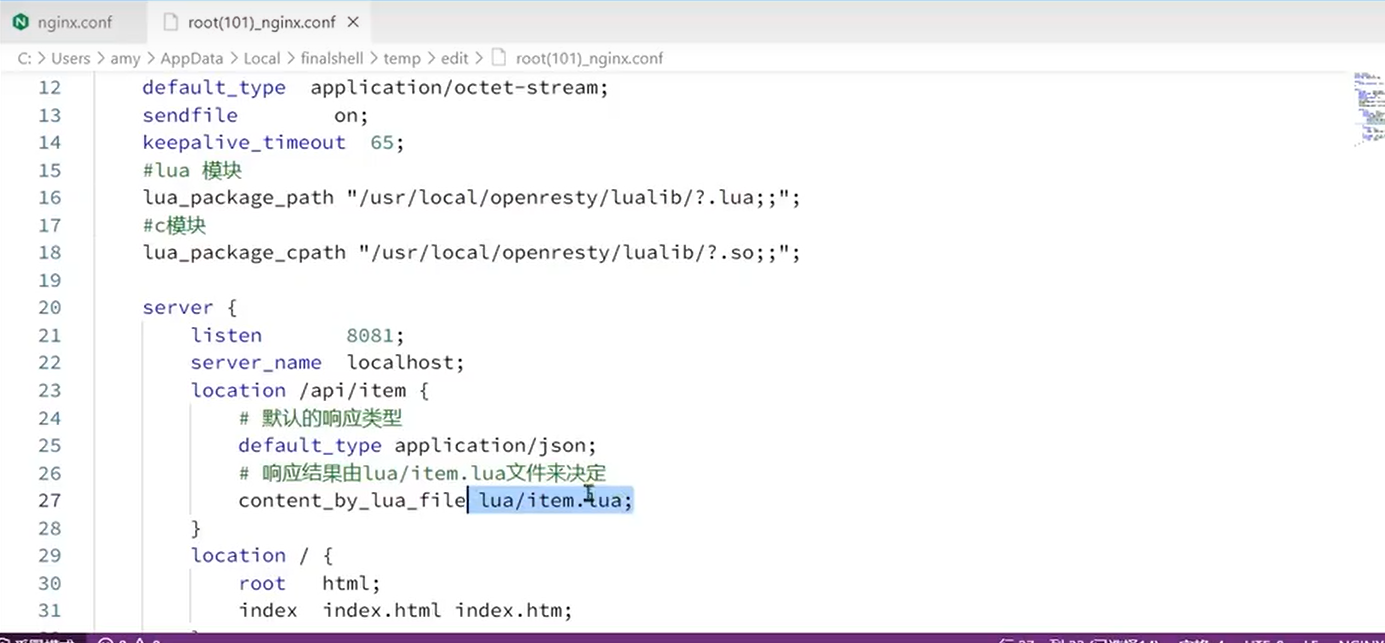 nginx.conf root(101)_nginx.conf
C: > Users > amy > AppData > Local > finalshell > temp > edit > root(101)_nginx.conf
12 default_type application/octet-stream;
13 sendfile on;
14 keepalive_timeout 65;
15 #lua 模块
16 lua_package_path "/usr/local/openresty/lualib/?.lua;;";
17 #c模块
18 lua_package_cpath "/usr/local/openresty/lualib/?.so;;";
19
20 server {
21 listen 8081;
22 server_name localhost;
23 location /api/item {
24 # 默认的响应类型
25 default_type application/json;
26 # 响应结果由lua/item.lua文件来决定
27 content_by_lua_file lua/item.lua;
28 }
29 location / {
30 root html;
31 index index.html index.htm;